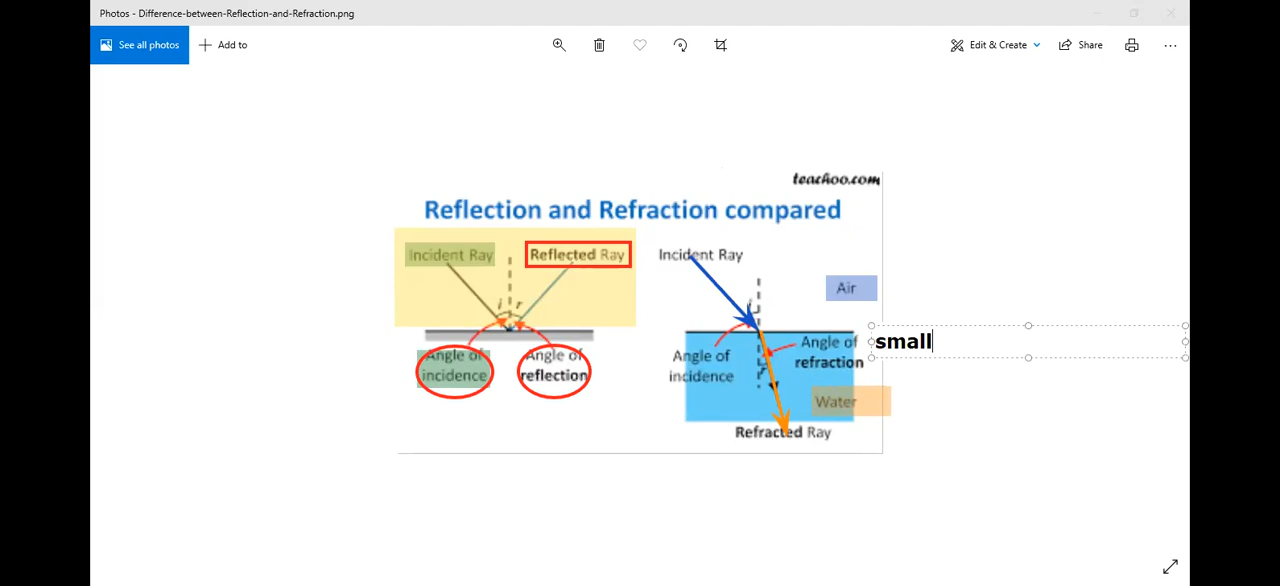 Photos - Difference-between-Reflection-and-Refraction.png
See all photos
Add to
Edit & Create
Share
teachoo.com
Reflection and Refraction compared
Incident Ray
Reflected Ray
i
r
Angle of
incidence
Angle of
reflection
Incident Ray
Air
i
Angle of
incidence
r
Angle of
refraction
small
Water
Refracted Ray